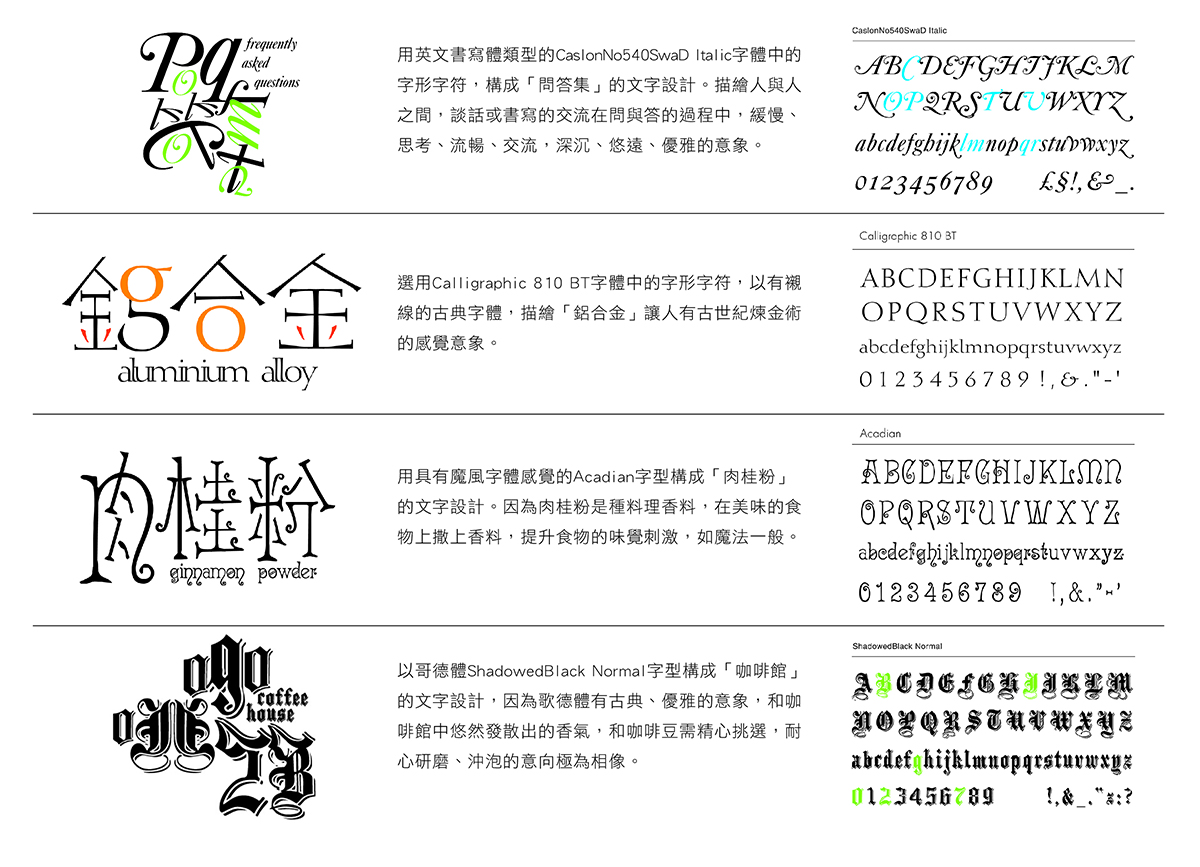 frequently
asked
questions
用英文書寫體類型的CaslonNo540SwaD Italic字體中的
字形字符，構成「問答集」的文字設計。描繪人與人
之間，談話或書寫的交流在問與答的過程中，緩慢、
思考、流暢、交流，深沉、悠遠、優雅的意象。
CaslonNo540SwaD Italic
ABCDEFGHIJKLM
NOPQRSTUVWXYZ
abcdefghijklmnopqrstuvwxyz
0123456789 £§!,&_.
鋁合金
aluminium alloy
選用Calligraphic 810 BT字體中的字形字符，以有襯
線的古典字體，描繪「鋁合金」讓人有古世紀煉金術
的感覺意象。
Calligraphic 810 BT
ABCDEFGHIJKLMN
OPQRSTUVWXYZ
abcdefghijklmnopqrstuvwxyz
0123456789!,&."-'
肉桂粉
ginnamon powder
用具有魔風字體感覺的Acadian字型構成「肉桂粉」
的文字設計。因為肉桂粉是種料理香料，在美味的食
物上撒上香料，提升食物的味覺刺激，如魔法一般。
Acadian
ABCDEFGHIJKLMN
OPQRSTUVWXYZ
abcdefghijklmnopqrstuvwxyz
0123456789 !,&."-'
coffee
house
以哥德體ShadowedBlack Normal字型構成「咖啡館」
的文字設計，因為歌德體有古典、優雅的意象，和咖
啡館中悠然發散出的香氣，和咖啡豆需精心挑選，耐
心研磨、沖泡的意向極為相像。
ShadowedBlack Normal
ABCDEFGHIJKLM
NOPQRSTUVWXYZ
abcdefghijklmnopqrstuvwxyz
0123456789 !,&_."z:?